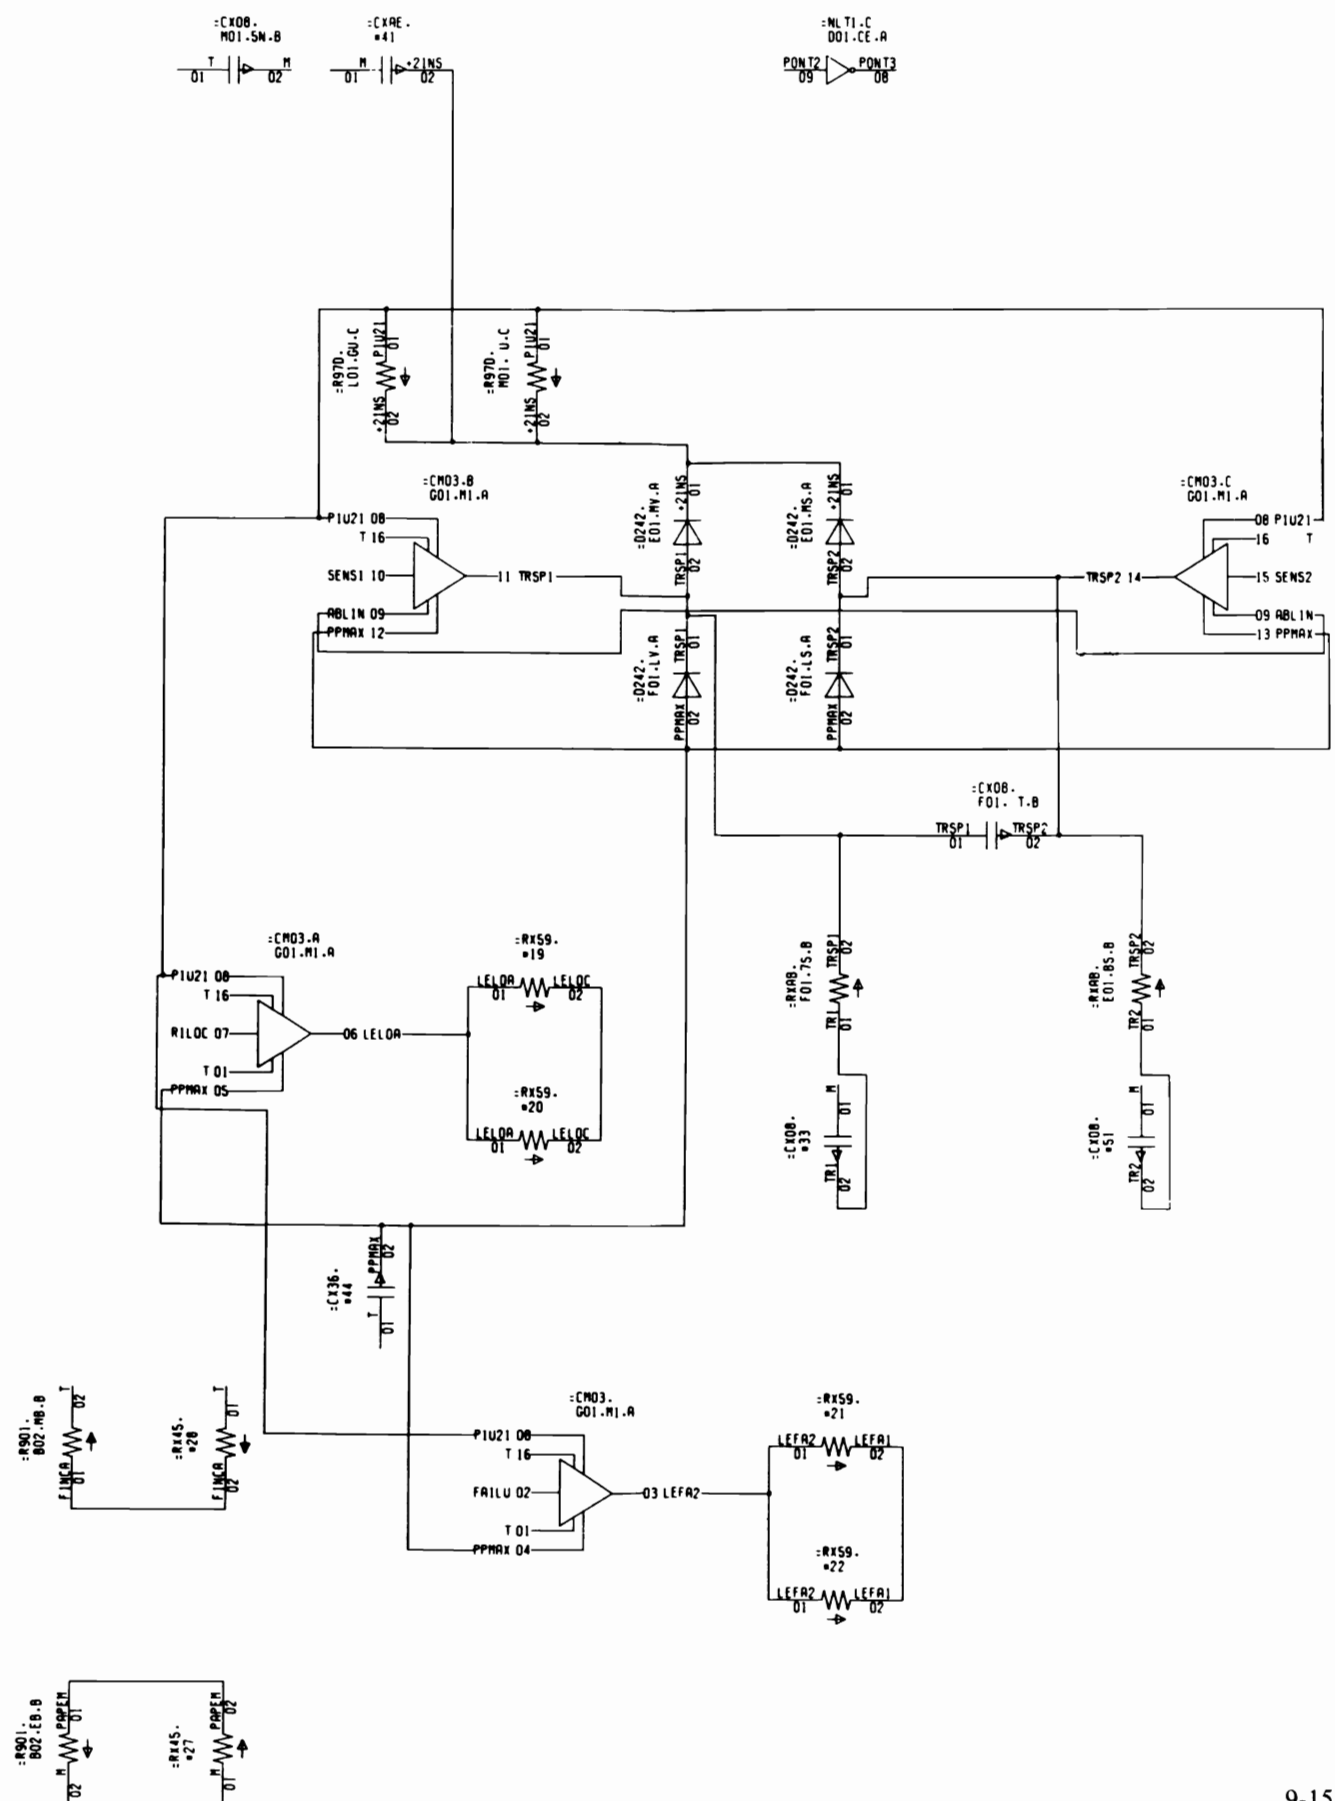 =CX08.
M01.5N.B
T
01
M
02
=CXAE.
*41
M
01
+21NS
02
=NLT1.C
D01.CE.A
PONT2
09
PONT3
08
=R97D.
L01.GU.C
P1U21
01
+21NS
02
=R97D.
M01. U.C
P1U21
01
+21NS
02
=CM03.B
G01.M1.A
P1U21 08
T 16
SENS1 10
ABLIN 09
PPMAX 12
11 TRSP1
=D242.
E01.MV.A
+21NS
01
TRSP1
02
=D242.
E01.MS.A
+21NS
01
TRSP2
02
=CM03.C
G01.M1.A
08 P1U21
16 T
TRSP2 14
15 SENS2
09 ABLIN
13 PPMAX
=D242.
F01.LV.A
TRSP1
01
PPMAX
02
=D242.
F01.LS.A
TRSP2
01
PPMAX
02
=CX08.
F01. T.B
TRSP1
01
TRSP2
02
=CM03.A
G01.M1.A
P1U21 08
T 16
RILOC 07
T 01
PPMAX 05
06 LELOA
=RX59.
*19
LELOA
01
LELOC
02
=RX59.
*20
LELOA
01
LELOC
02
=RXAB.
F01.7S.B
TRSP1
02
TR1
01
=RXAB.
E01.8S.B
TRSP2
02
TR2
01
=CX08.
*33
M
01
TR1
02
=CX08.
*51
M
01
TR2
02
=CX36.
*44
PPMAX
02
T
01
=R901.
B02.MB.B
T
02
FINCA
01
=RX45.
*28
T
01
FINCA
02
=CM03.
G01.M1.A
P1U21 08
T 16
FAILU 02
T 01
PPMAX 04
03 LEFA2
=RX59.
*21
LEFA2
01
LEFA1
02
=RX59.
*22
LEFA2
01
LEFA1
02
=R901.
B02.EB.B
PAPEM
01
M
02
=RX45.
*27
PAPEM
02
M
01
9-15